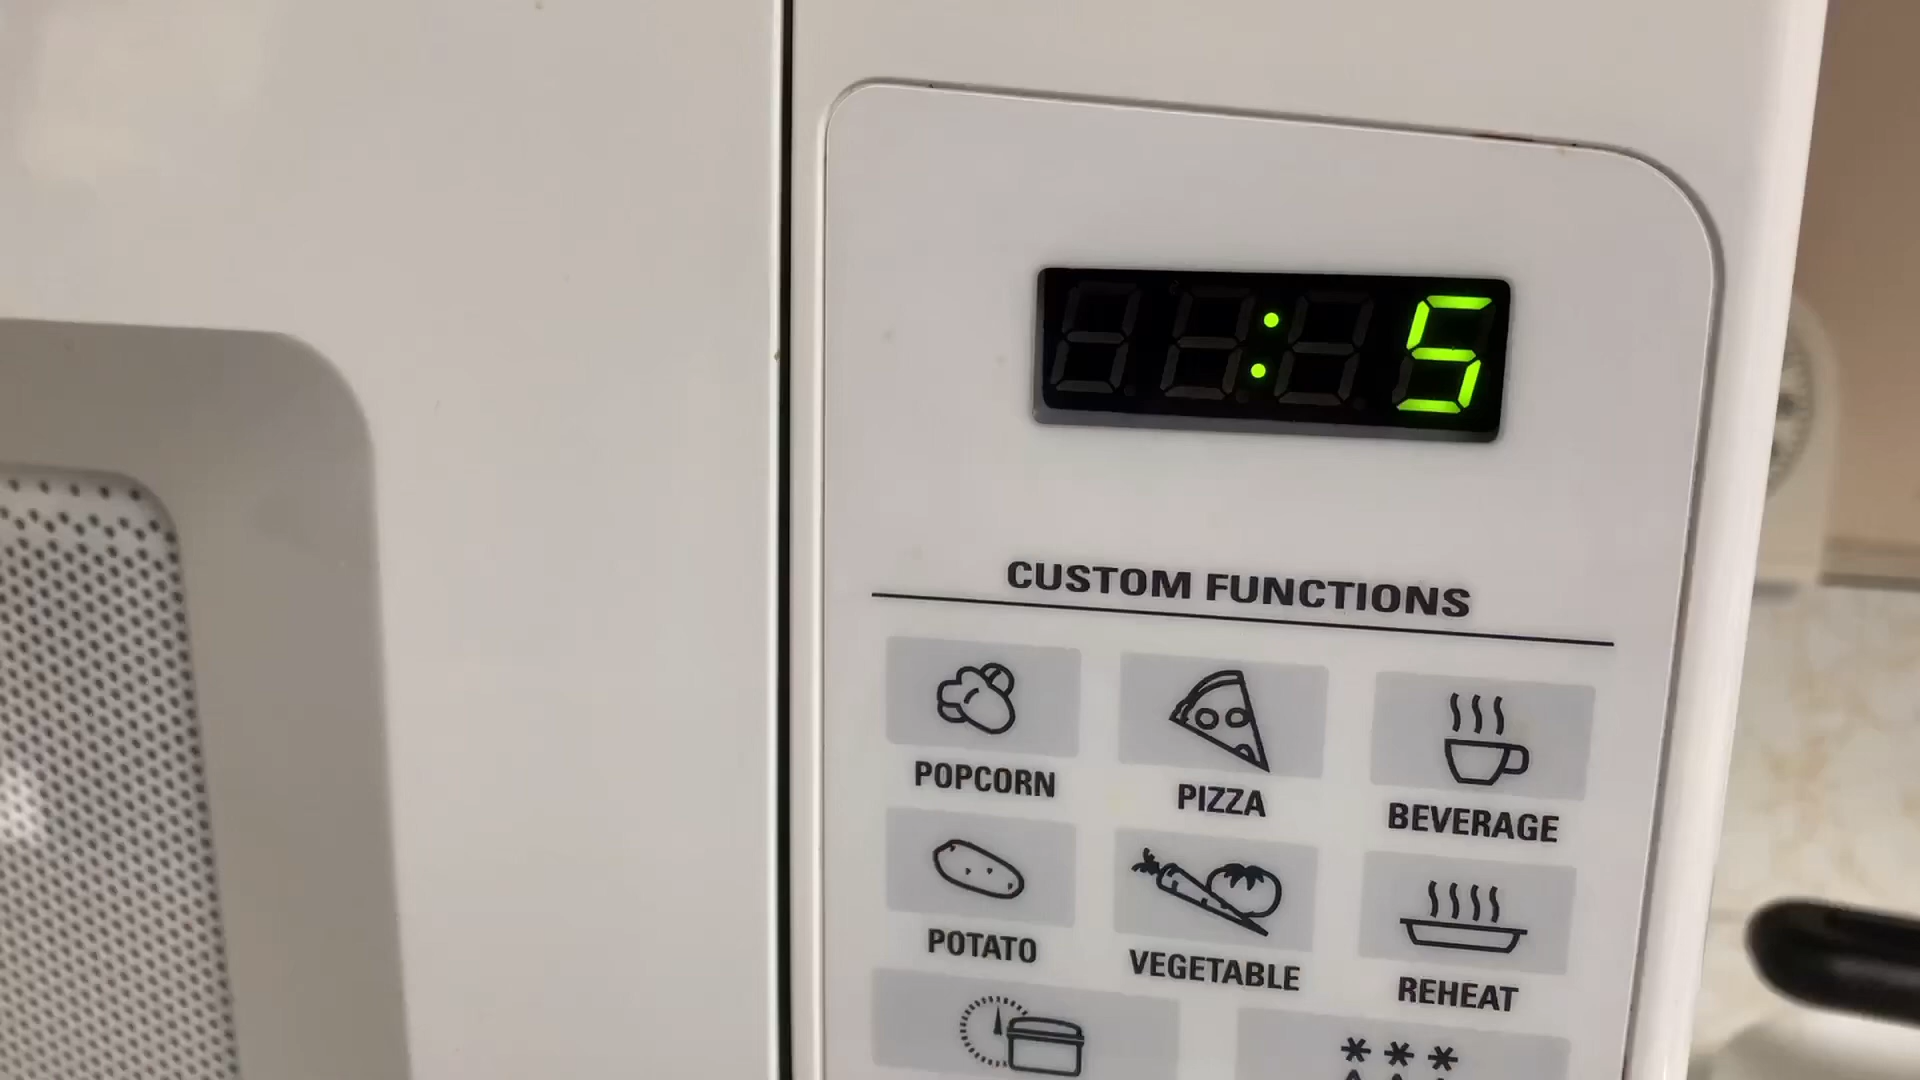 : 5
CUSTOM FUNCTIONS
POPCORN
PIZZA
BEVERAGE
POTATO
VEGETABLE
REHEAT